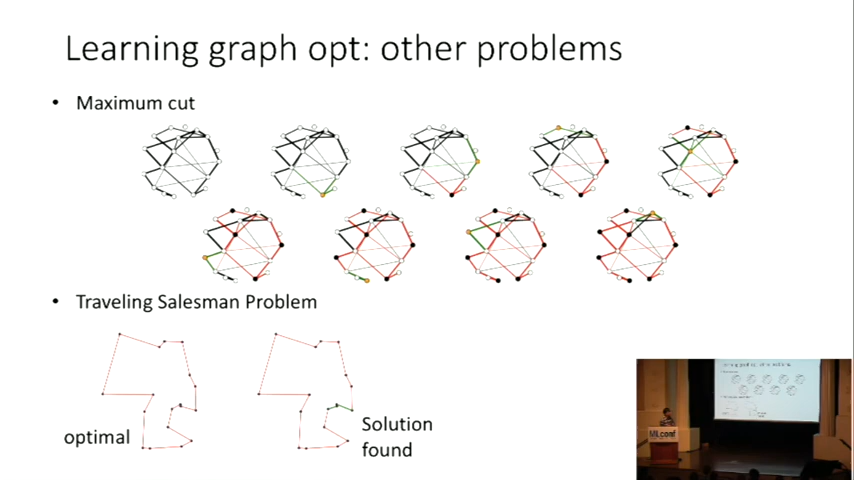 Learning graph opt: other problems
• Maximum cut
• Traveling Salesman Problem
optimal
Solution
found
MLconf